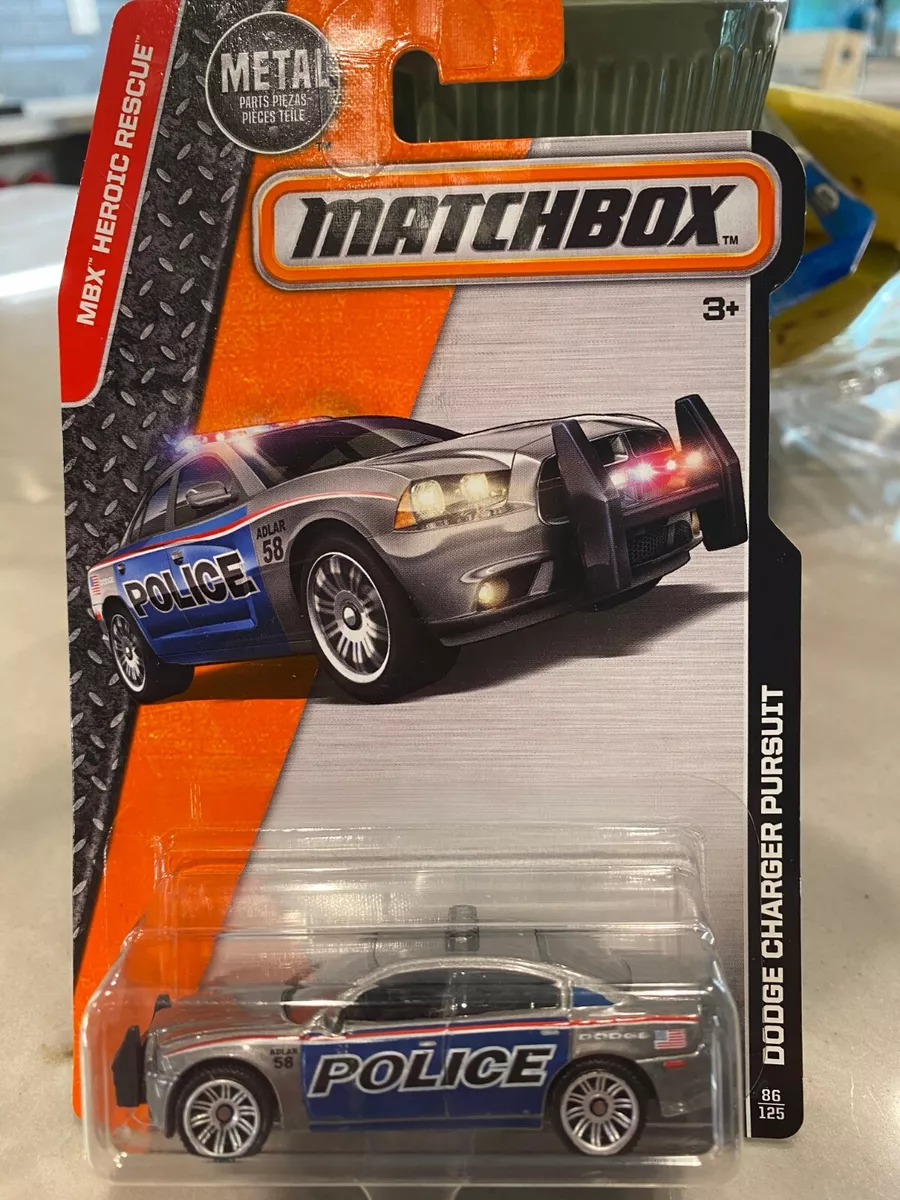 METAL
PARTS PIEZAS
PIÈCES TEILE
™
MBX™ HEROIC RESCUE™
MATCHBOX™
3+
ADLAR
58
POLICE
DODGE CHARGER PURSUIT
86
125
ADLAR
58
POLICE
DODGE